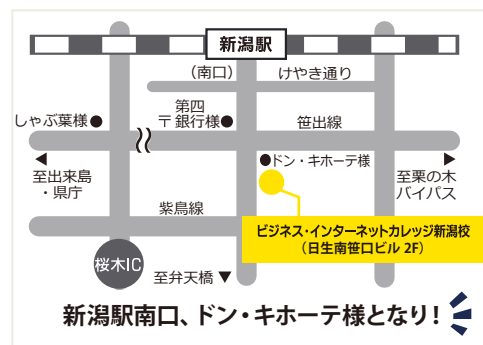 新潟駅
(南口)
けやき通り
第四
〒銀行様●
しゃぶ葉様●
笹出線
●ドン・キホーテ様
◀
至出来島
・県庁
▶
至栗の木
バイパス
紫鳥線
ビジネス・インターネットカレッジ新潟校
(日生南笹口ビル 2F)
桜木IC
至弁天橋▼
新潟駅南口、ドン・キホーテ様となり!